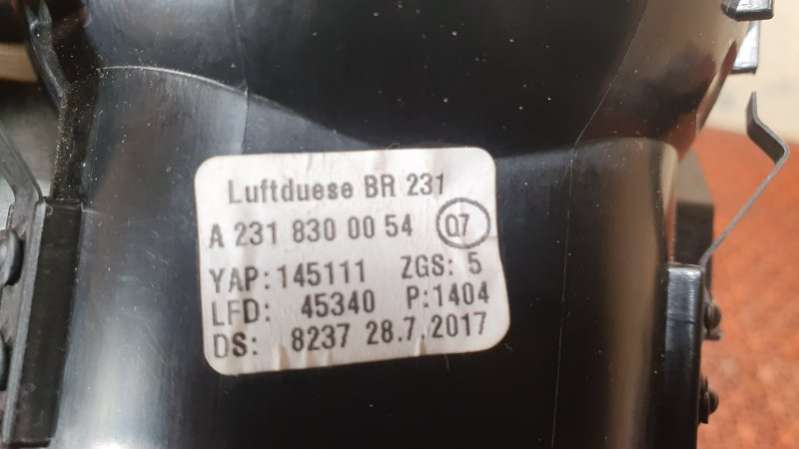 Luftduese BR 231
A 231 830 00 54 07
YAP:145111 ZGS: 5
LFD: 45340 P:1404
DS: 8237 28.7.2017